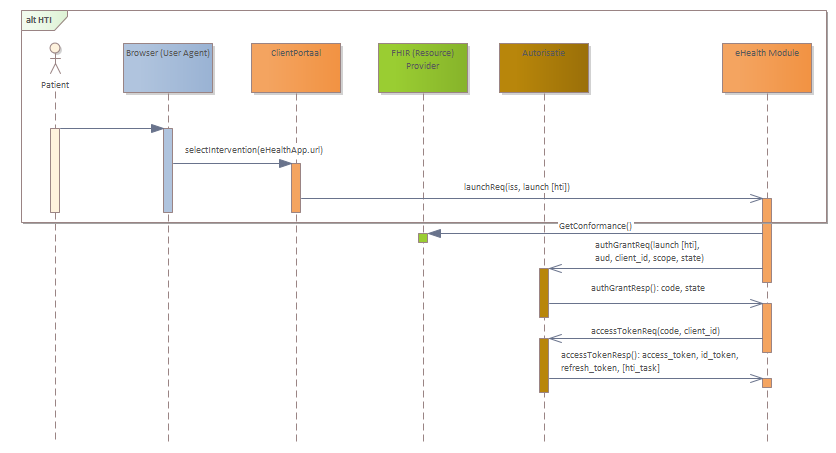 alt HTI
Patient
Browser (User Agent)
ClientPortaal
FHIR (Resource)
Provider
Autorisatie
eHealth Module
selectIntervention(eHealthApp.url)
launchReq(iss, launch [hti])
GetConformance()
authGrantReq(launch [hti],
aud, client_id, scope, state)
authGrantResp(): code, state
accessTokenReq(code, client_id)
accessTokenResp(): access_token, id_token,
refresh_token, [hti_task]